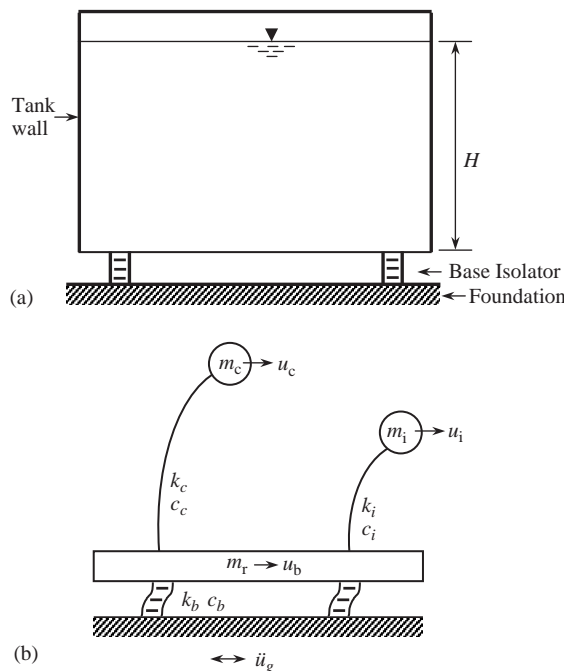 Tank
wall
H
Base Isolator
Foundation
(a)
m_c u_c
m_i u_i
k_c
c_c
k_i
c_i
m_r u_b
k_b c_b
(b)
ü_g